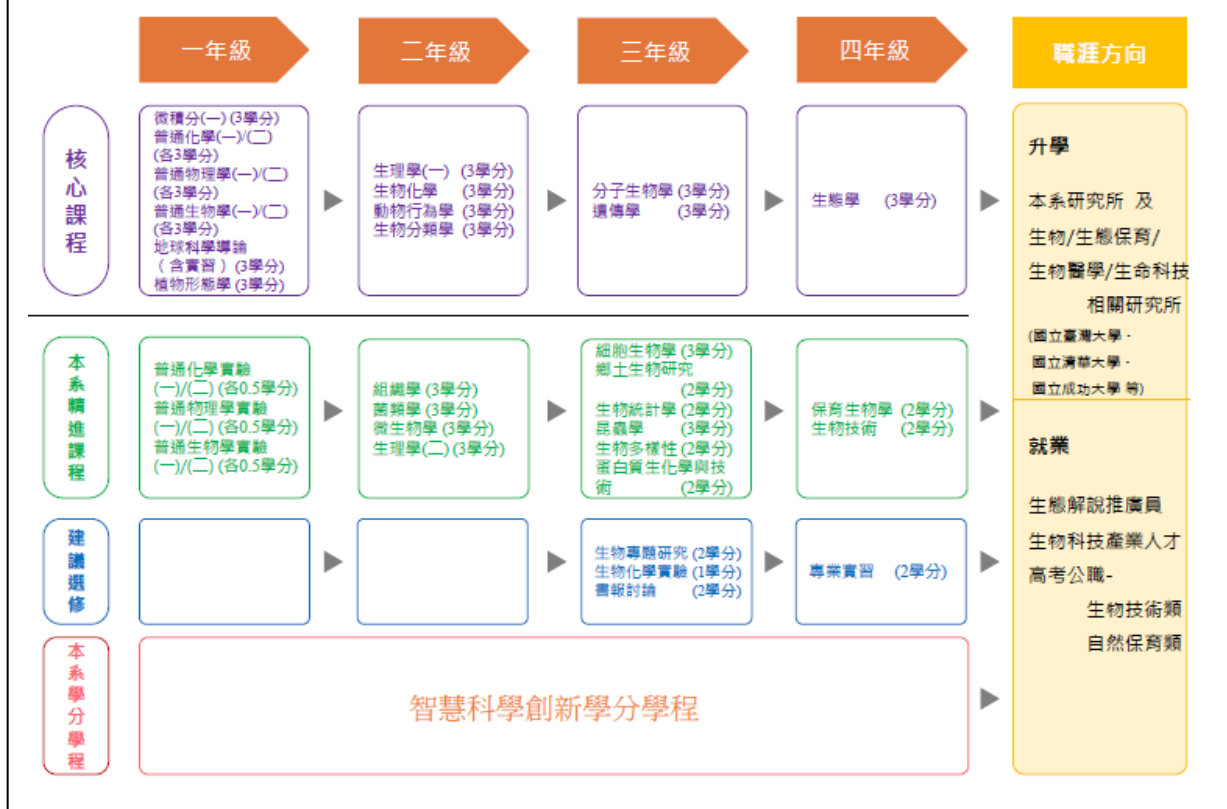 一年級
二年級
三年級
四年級
職涯方向
核心課程
微積分(一) (3學分)
普通化學(一)/(二)
(各3學分)
普通物理學(一)/(二)
(各3學分)
普通生物學(一)/(二)
(各3學分)
地球科學導論
（含實習）(3學分)
植物形態學 (3學分)
生理學(一) (3學分)
生物化學 (3學分)
動物行為學 (3學分)
生物分類學 (3學分)
分子生物學 (3學分)
遺傳學 (3學分)
生態學 (3學分)
本系精進課程
普通化學實驗
(一)/(二) (各0.5學分)
普通物理學實驗
(一)/(二) (各0.5學分)
普通生物學實驗
(一)/(二) (各0.5學分)
組織學 (3學分)
菌類學 (3學分)
微生物學 (3學分)
生理學(二) (3學分)
細胞生物學 (3學分)
鄉土生物研究
(2學分)
生物統計學 (2學分)
昆蟲學 (3學分)
生物多樣性 (2學分)
蛋白質生化學與技
術 (2學分)
保育生物學 (2學分)
生物技術 (2學分)
建議選修
生物專題研究 (2學分)
生物化學實驗 (1學分)
書報討論 (2學分)
專業實習 (2學分)
本系學分學程
智慧科學創新學分學程
升學
本系研究所 及
生物/生態保育/
生物醫學/生命科技
相關研究所
(國立臺灣大學、
國立清華大學、
國立成功大學 等)
就業
生態解說推廣員
生物科技產業人才
高考公職-
生物技術類
自然保育類